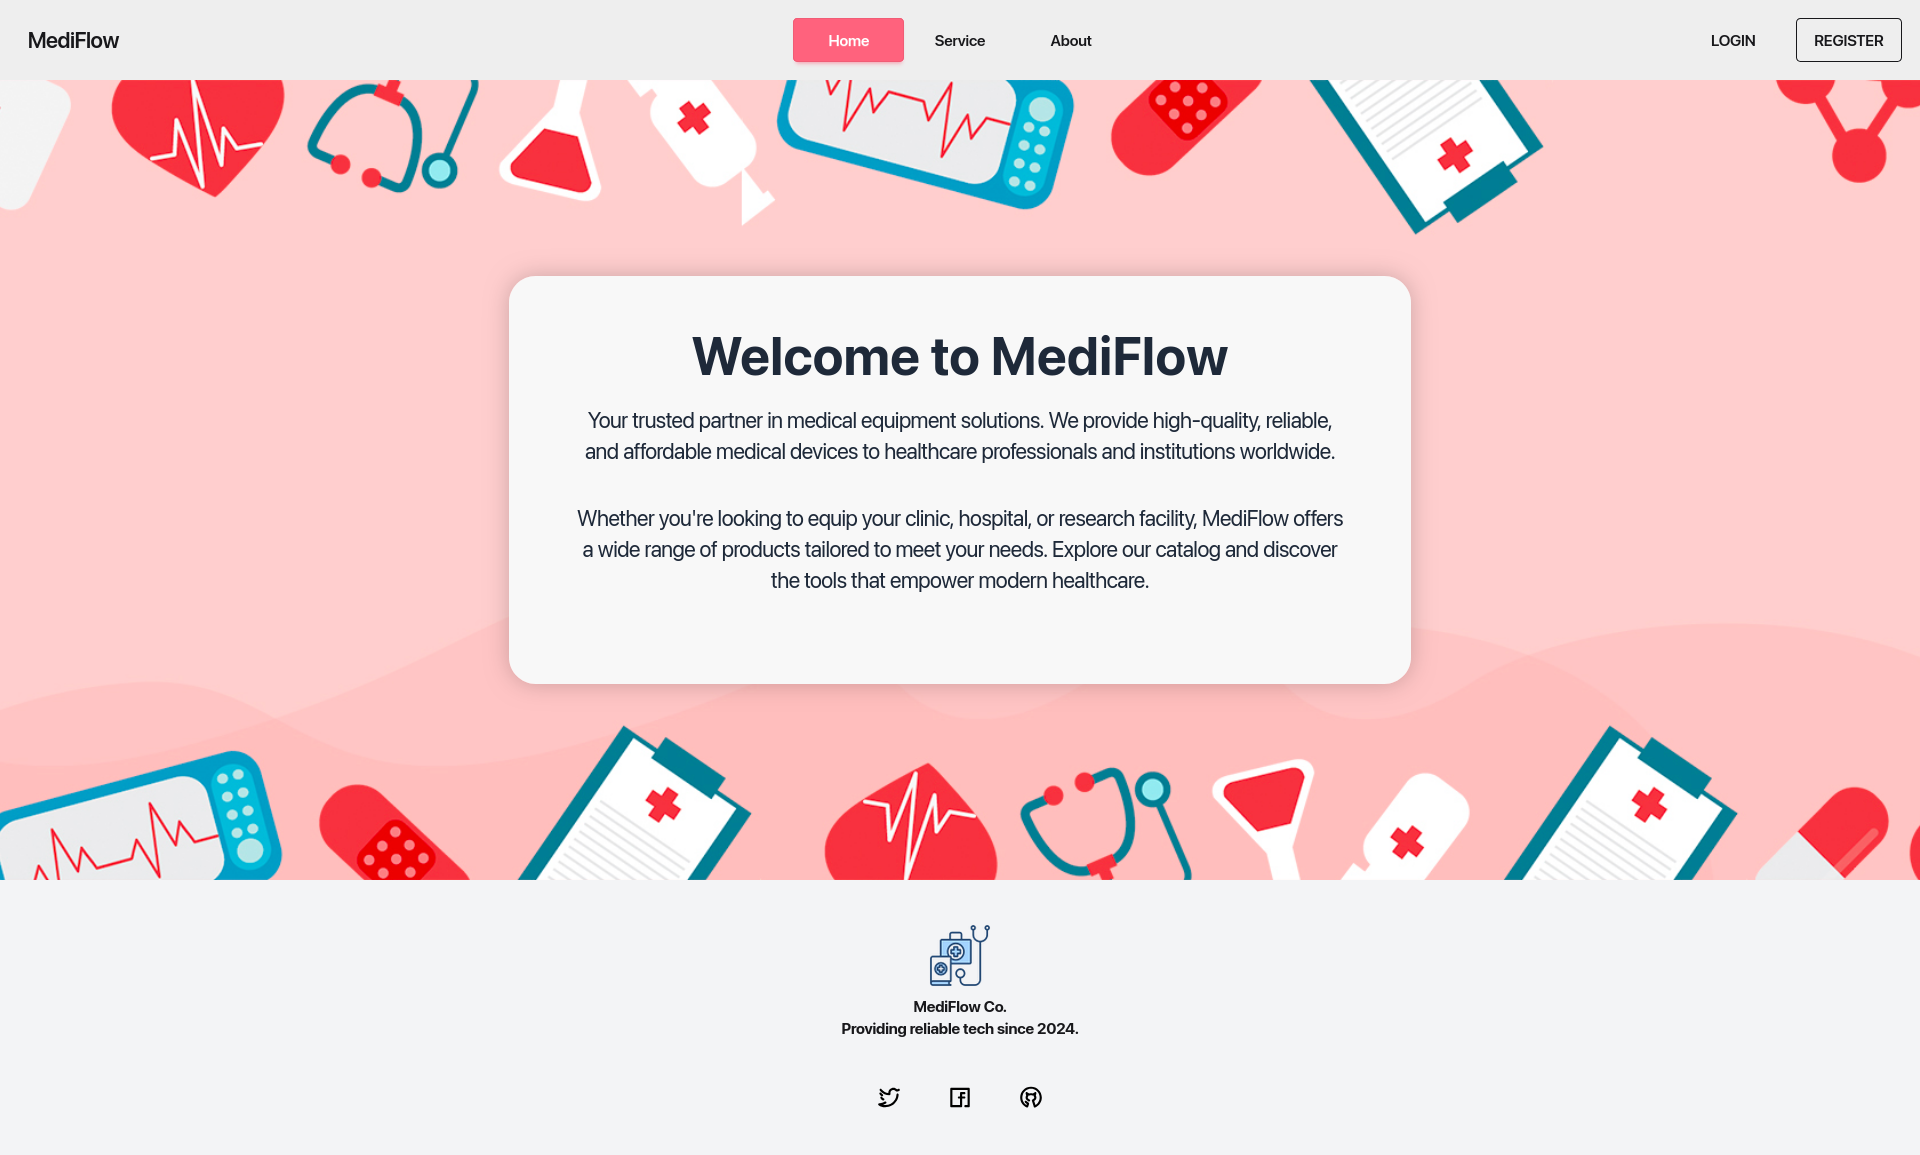 MediFlow
Home
Service
About
LOGIN
REGISTER
Welcome to MediFlow
Your trusted partner in medical equipment solutions. We provide high-quality, reliable,
and affordable medical devices to healthcare professionals and institutions worldwide.
Whether you're looking to equip your clinic, hospital, or research facility, MediFlow offers
a wide range of products tailored to meet your needs. Explore our catalog and discover
the tools that empower modern healthcare.
MediFlow Co.
Providing reliable tech since 2024.